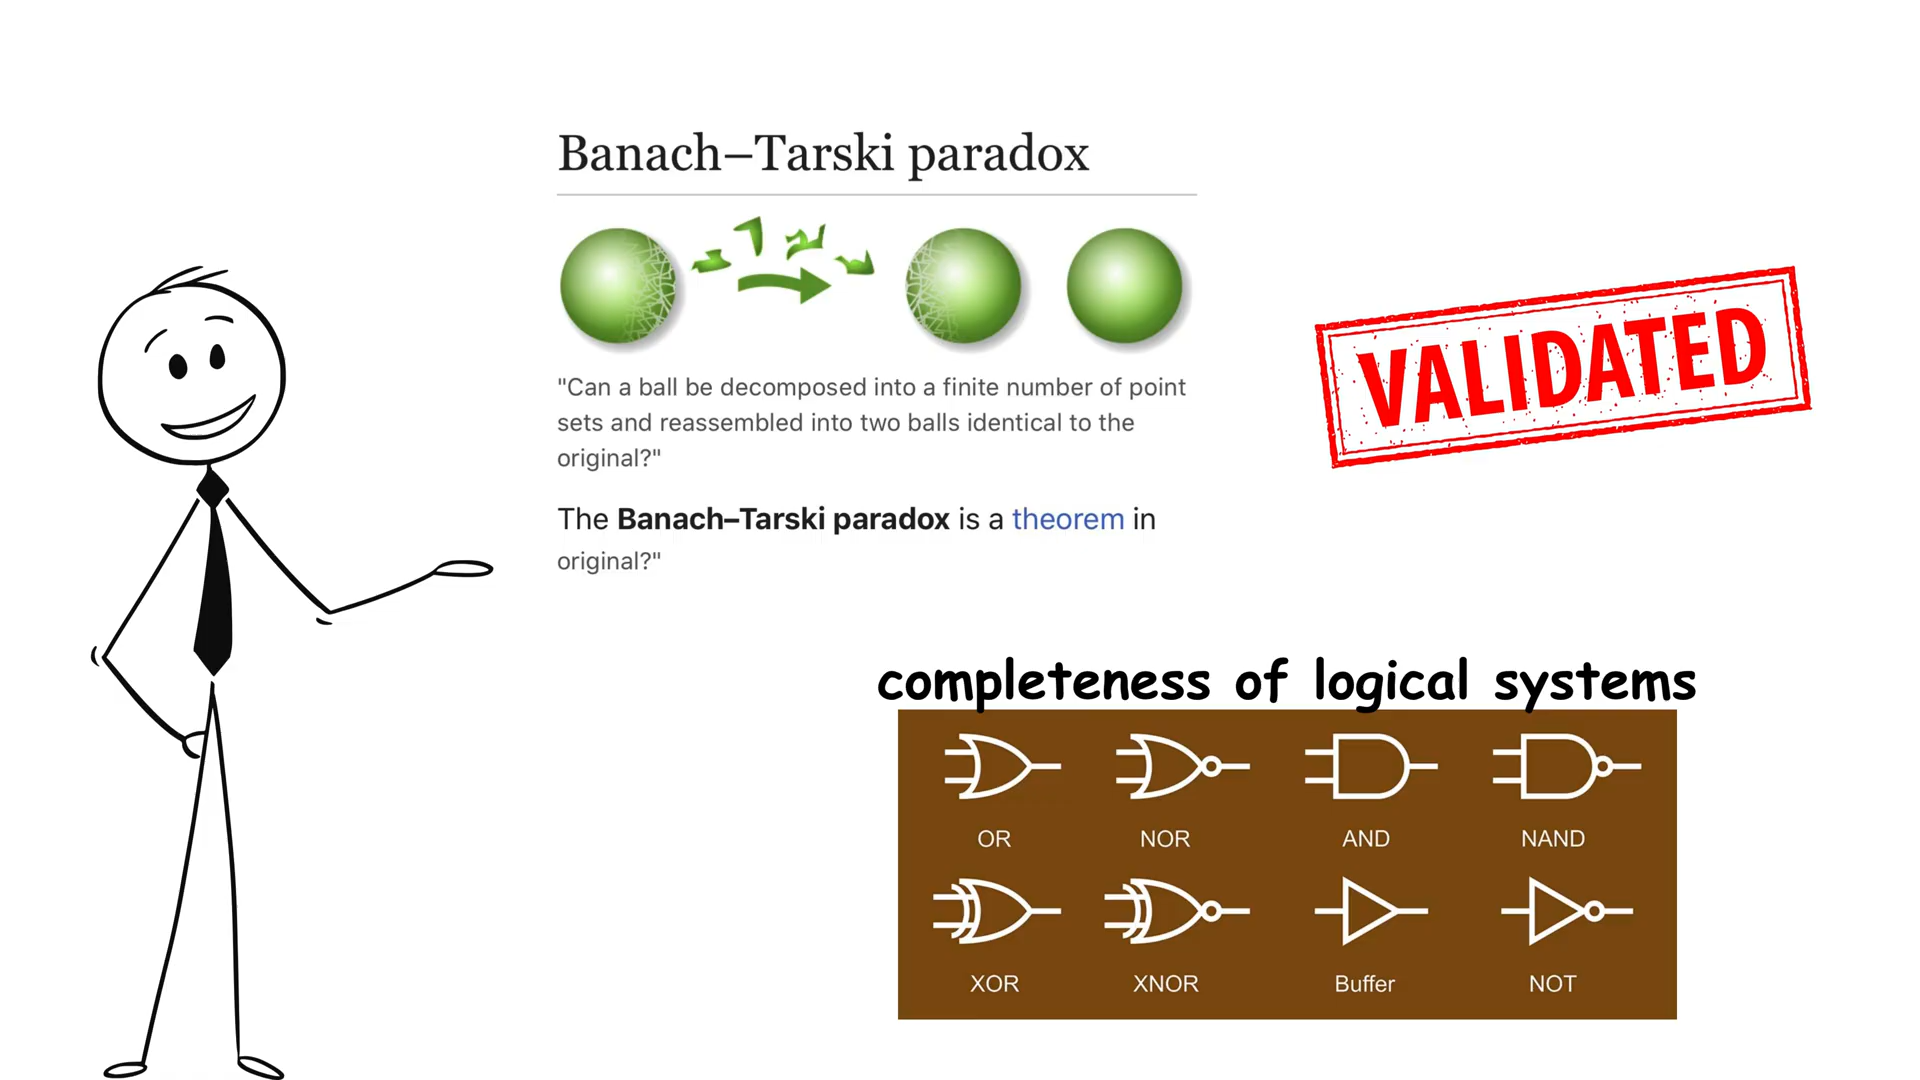 Banach–Tarski paradox
"Can a ball be decomposed into a finite number of point
sets and reassembled into two balls identical to the
original?"
The Banach–Tarski paradox is a theorem in
original?"
VALIDATED
completeness of logical systems
OR NOR AND NAND
XOR XNOR Buffer NOT